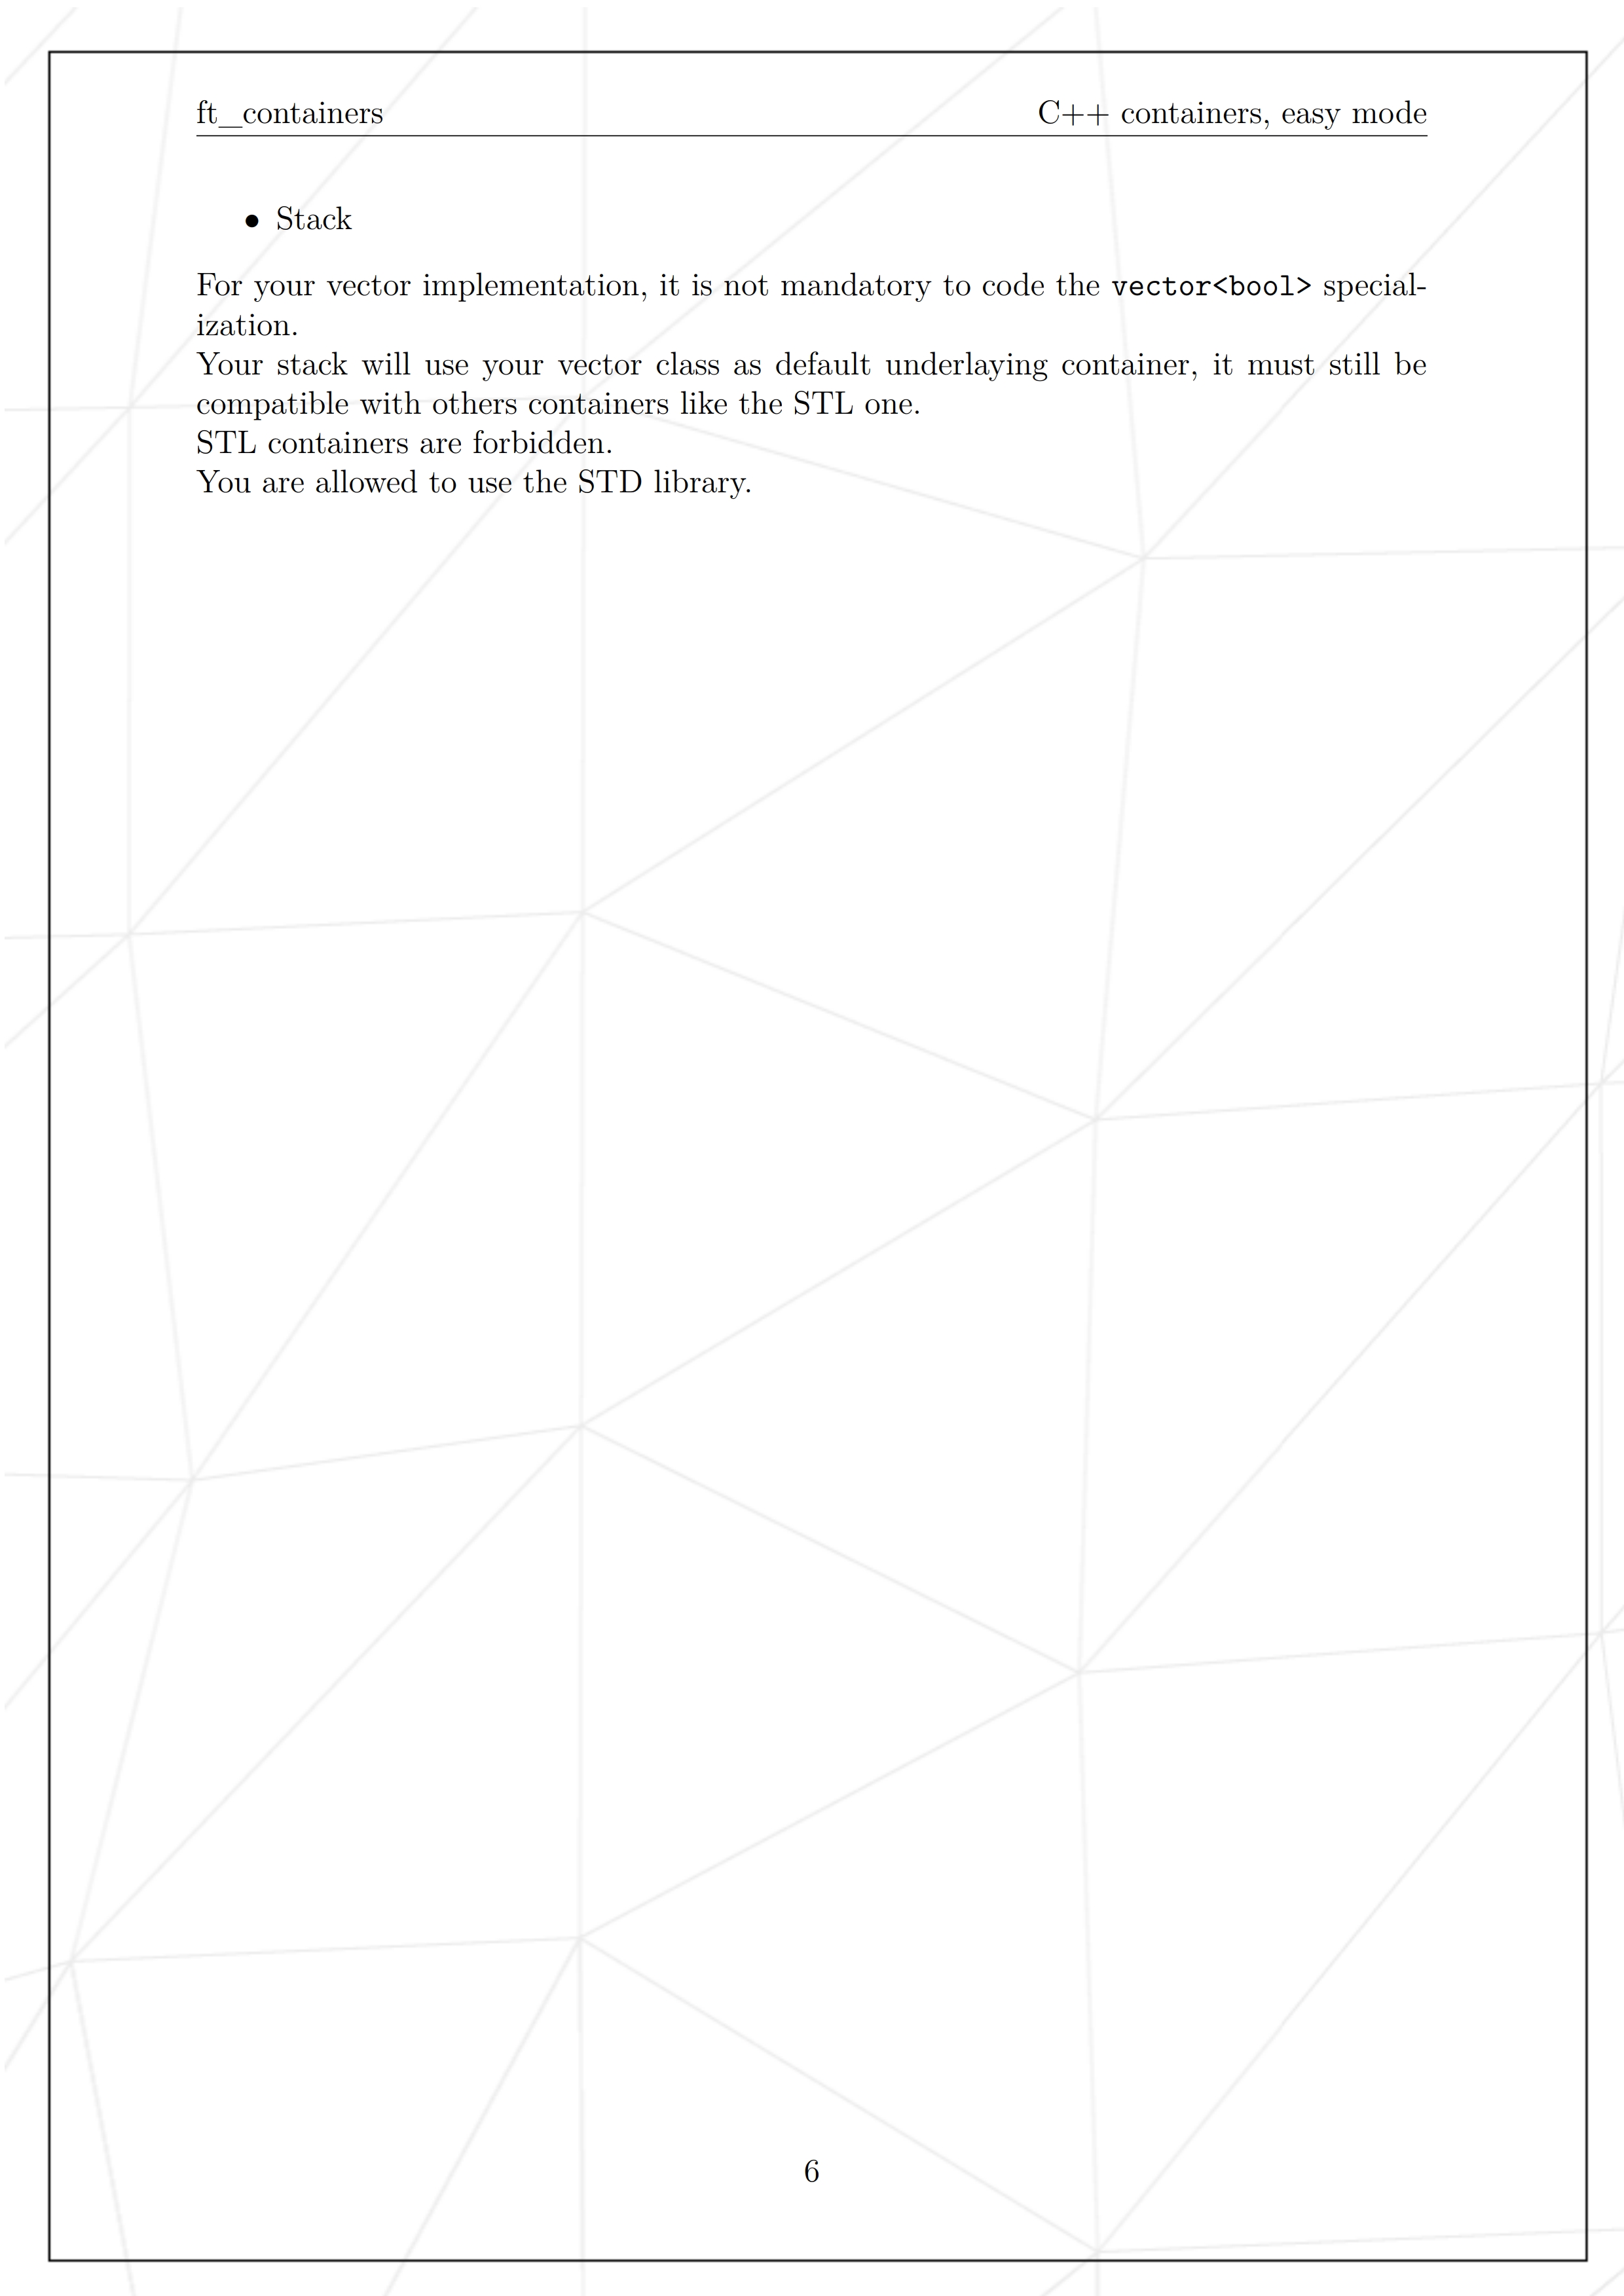 ft_containers C++ containers, easy mode
• Stack
For your vector implementation, it is not mandatory to code the vector<bool> special-
ization.
Your stack will use your vector class as default underlaying container, it must still be
compatible with others containers like the STL one.
STL containers are forbidden.
You are allowed to use the STD library.
6